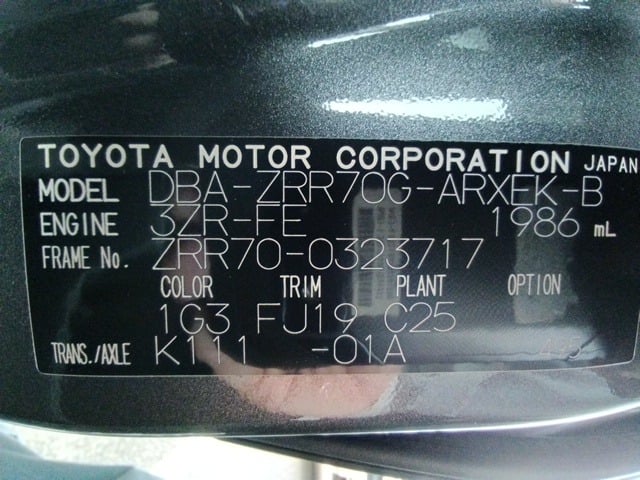 TOYOTA MOTOR CORPORATION JAPAN
MODEL DBA-ZRR70G-ARXEK-B
ENGINE 3ZR-FE 1986 mL
FRAME No. ZRR70-0323717
COLOR TRIM PLANT OPTION
1G3 FJ19 C25
TRANS./AXLE K111 -01A